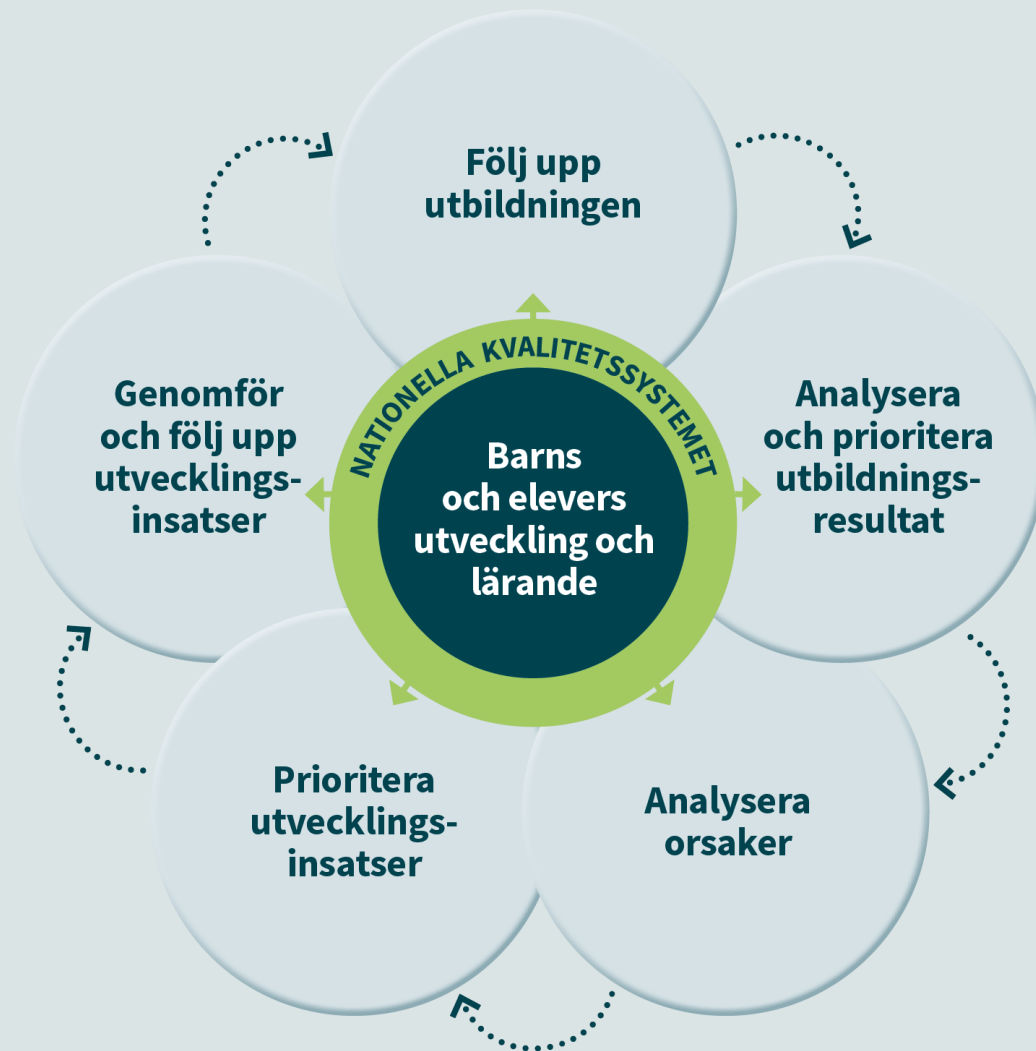 Följ upp
utbildningen
Analysera
och prioritera
utbildnings-
resultat
Analysera
orsaker
Prioritera
utvecklings-
insatser
Genomför
och följ upp
utvecklings-
insatser
NATIONELLA KVALITETSSYSTEMET
Barns
och elevers
utveckling och
lärande